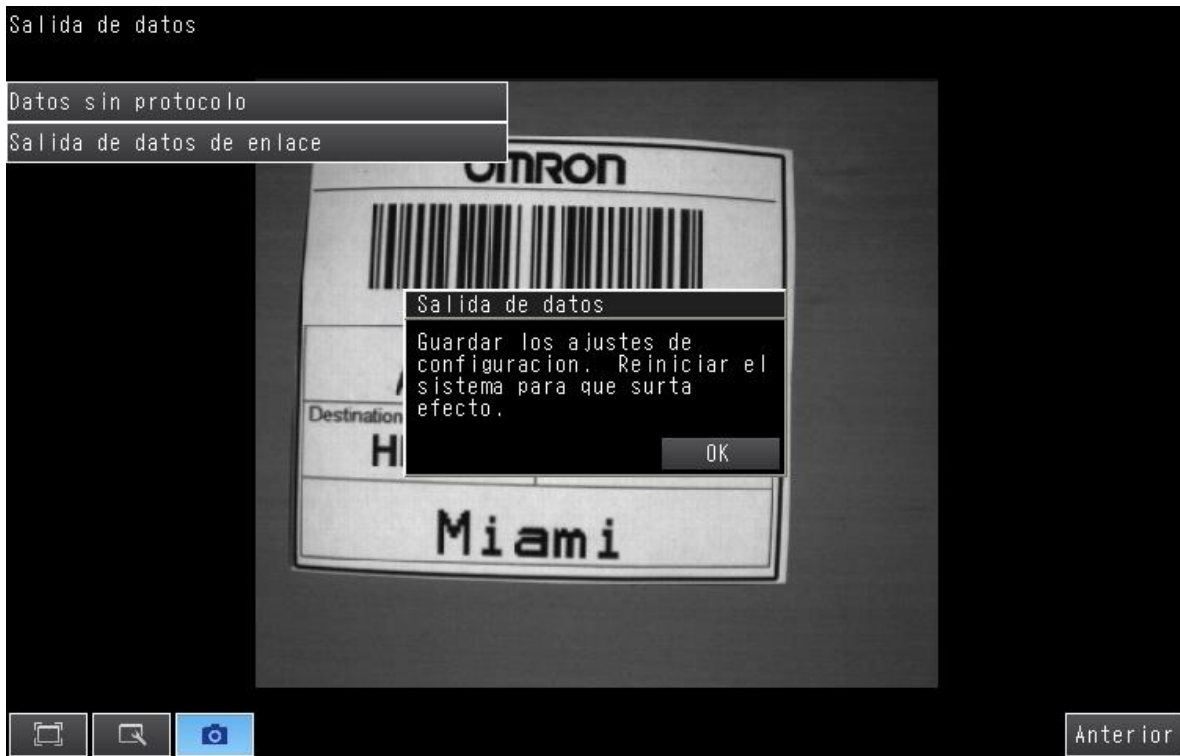 Salida de datos
Datos sin protocolo
Salida de datos de enlace
OMRON
Salida de datos
Guardar los ajustes de
configuracion. Reiniciar el
sistema para que surta
efecto.
OK
Destination
Miami
Anterior